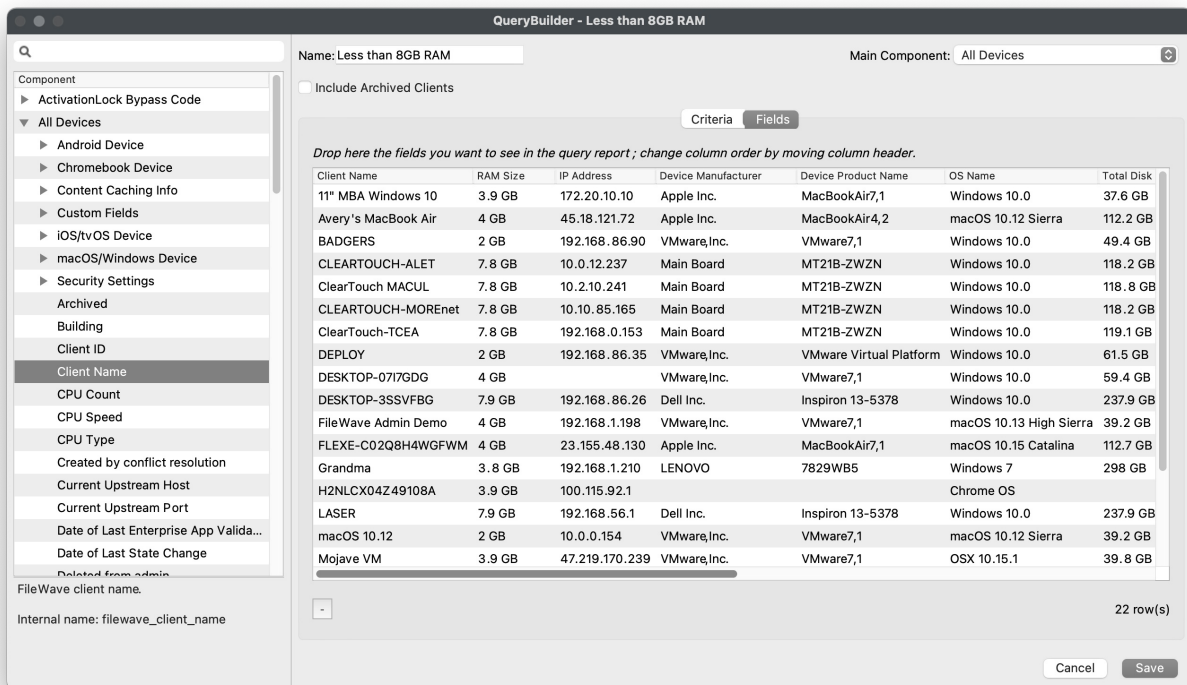 QueryBuilder - Less than 8GB RAM
Name: Less than 8GB RAM
Main Component: All Devices
Include Archived Clients
Component
ActivationLock Bypass Code
All Devices
Android Device
Chromebook Device
Content Caching Info
Custom Fields
iOS/tvOS Device
macOS/Windows Device
Security Settings
Archived
Building
Client ID
Client Name
CPU Count
CPU Speed
CPU Type
Created by conflict resolution
Current Upstream Host
Current Upstream Port
Date of Last Enterprise App Valida...
Date of Last State Change
Deleted from admin
FileWave client name.
Internal name: filewave_client_name
Criteria Fields
Drop here the fields you want to see in the query report ; change column order by moving column header.
Client Name RAM Size IP Address Device Manufacturer Device Product Name OS Name Total Disk
11" MBA Windows 10 3.9 GB 172.20.10.10 Apple Inc. MacBookAir7,1 Windows 10.0 37.6 GB
Avery's MacBook Air 4 GB 45.18.121.72 Apple Inc. MacBookAir4,2 macOS 10.12 Sierra 112.2 GB
BADGERS 2 GB 192.168.86.90 VMware,Inc. VMware7,1 Windows 10.0 49.4 GB
CLEARTOUCH-ALET 7.8 GB 10.0.12.237 Main Board MT21B-ZWZN Windows 10.0 118.2 GB
ClearTouch MACUL 7.8 GB 10.2.10.241 Main Board MT21B-ZWZN Windows 10.0 118.8 GB
CLEARTOUCH-MOREnet 7.8 GB 10.10.85.165 Main Board MT21B-ZWZN Windows 10.0 118.2 GB
ClearTouch-TCEA 7.8 GB 192.168.0.153 Main Board MT21B-ZWZN Windows 10.0 119.1 GB
DEPLOY 2 GB 192.168.86.35 VMware,Inc. VMware Virtual Platform Windows 10.0 61.5 GB
DESKTOP-07I7GDG 4 GB VMware,Inc. VMware7,1 Windows 10.0 59.4 GB
DESKTOP-3SSVFBG 7.9 GB 192.168.86.26 Dell Inc. Inspiron 13-5378 Windows 10.0 237.9 GB
FileWave Admin Demo 4 GB 192.168.1.198 VMware,Inc. VMware7,1 macOS 10.13 High Sierra 39.2 GB
FLEXE-C02Q8H4WGFWM 4 GB 23.155.48.130 Apple Inc. MacBookAir7,1 macOS 10.15 Catalina 112.7 GB
Grandma 3.8 GB 192.168.1.210 LENOVO 7829WB5 Windows 7 298 GB
H2NLCX04Z49108A 3.9 GB 100.115.92.1 Chrome OS
LASER 7.9 GB 192.168.56.1 Dell Inc. Inspiron 13-5378 Windows 10.0 237.9 GB
macOS 10.12 2 GB 10.0.0.154 VMware,Inc. VMware7,1 macOS 10.12 Sierra 39.2 GB
Mojave VM 3.9 GB 47.219.170.239 VMware,Inc. VMware7,1 OSX 10.15.1 39.8 GB
- 22 row(s)
Cancel Save